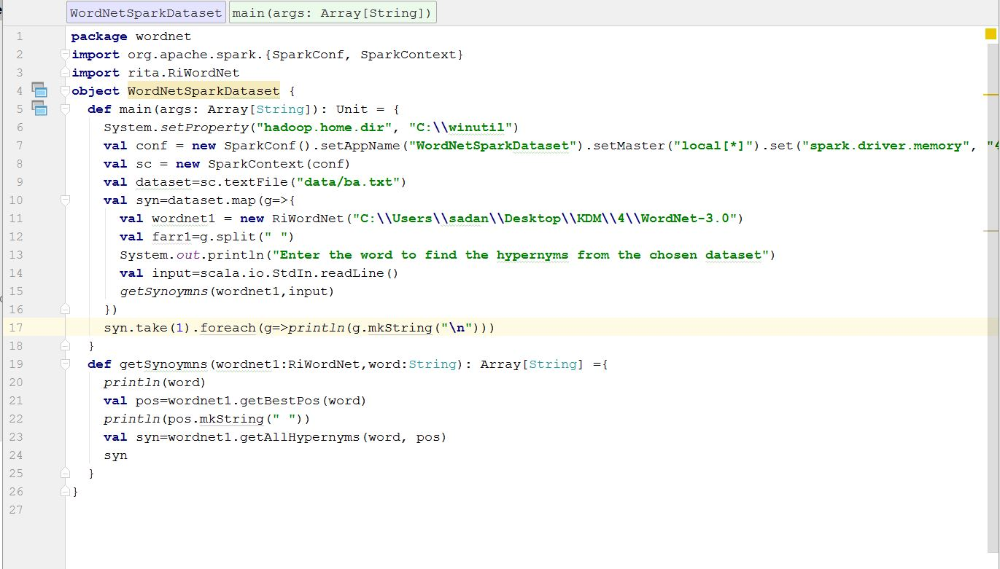 WordNetSparkDataset main(args: Array[String])
1 package wordnet
2 import org.apache.spark.{SparkConf, SparkContext}
3 import rita.RiWordNet
4 object WordNetSparkDataset {
5 def main(args: Array[String]): Unit = {
6 System.setProperty("hadoop.home.dir", "C:\\winutil")
7 val conf = new SparkConf().setAppName("WordNetSparkDataset").setMaster("local[*]").set("spark.driver.memory", "4
8 val sc = new SparkContext(conf)
9 val dataset=sc.textFile("data/ba.txt")
10 val syn=dataset.map(g=>{
11 val wordnet1 = new RiWordNet("C:\\Users\\sadan\\Desktop\\KDM\\4\\WordNet-3.0")
12 val farr1=g.split(" ")
13 System.out.println("Enter the word to find the hypernyms from the chosen dataset")
14 val input=scala.io.StdIn.readLine()
15 getSynoymns(wordnet1,input)
16 })
17 syn.take(1).foreach(g=>println(g.mkString("\n")))
18 }
19 def getSynoymns(wordnet1:RiWordNet,word:String): Array[String] ={
20 println(word)
21 val pos=wordnet1.getBestPos(word)
22 println(pos.mkString(" "))
23 val syn=wordnet1.getAllHypernyms(word, pos)
24 syn
25 }
26 }
27